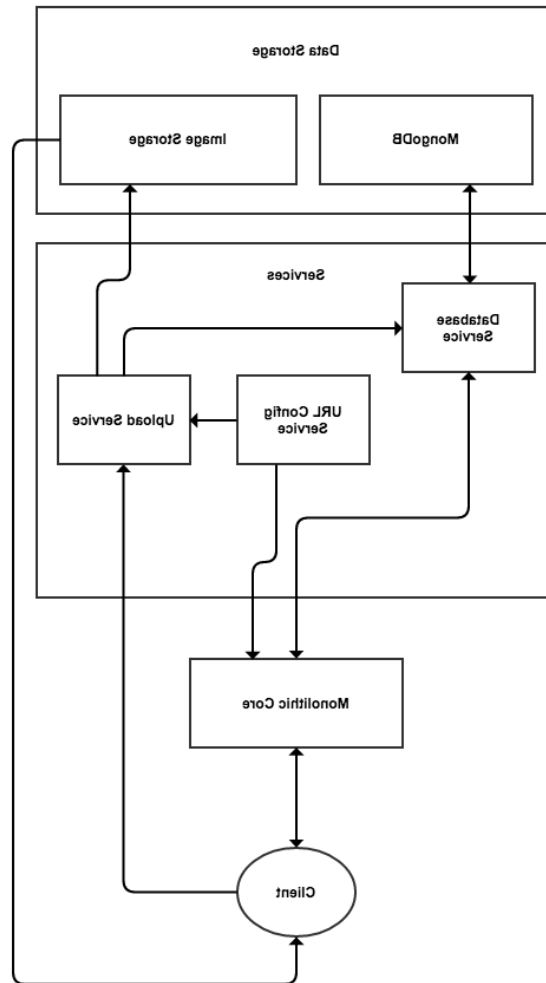 Data Storage
Image Storage
MongoDB
Services
Database
Service
Upload Service
URL Config
Service
Monolithic Core
Client